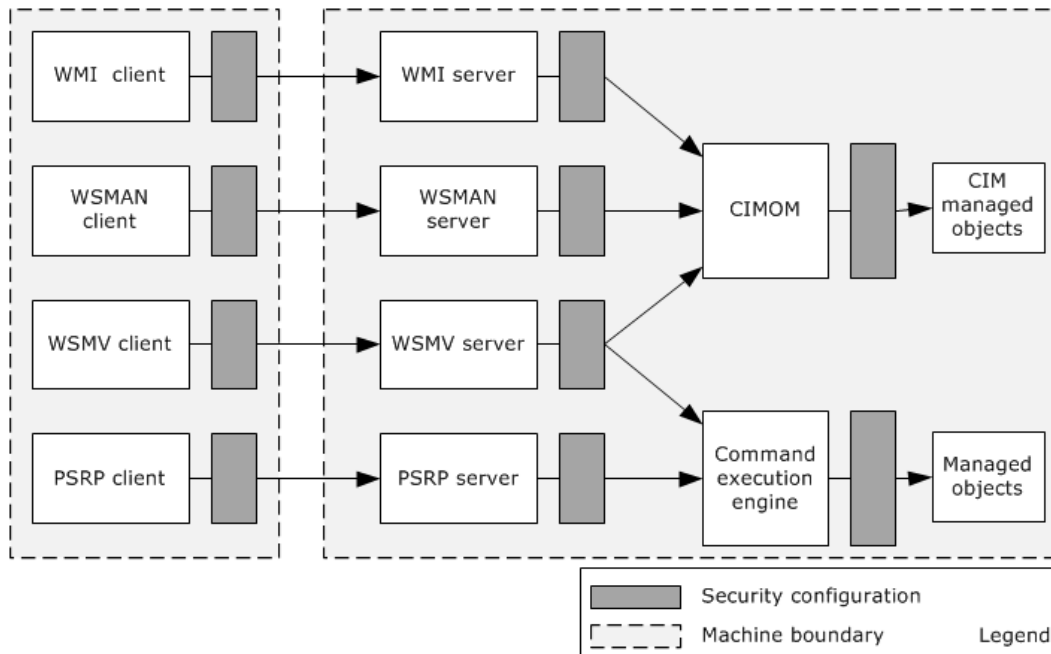 WMI client
WMI server
WSMAN
client
WSMAN
server
CIMOM
CIM
managed
objects
WSMV client
WSMV server
PSRP client
PSRP server
Command
execution
engine
Managed
objects
Security configuration
Machine boundary
Legend